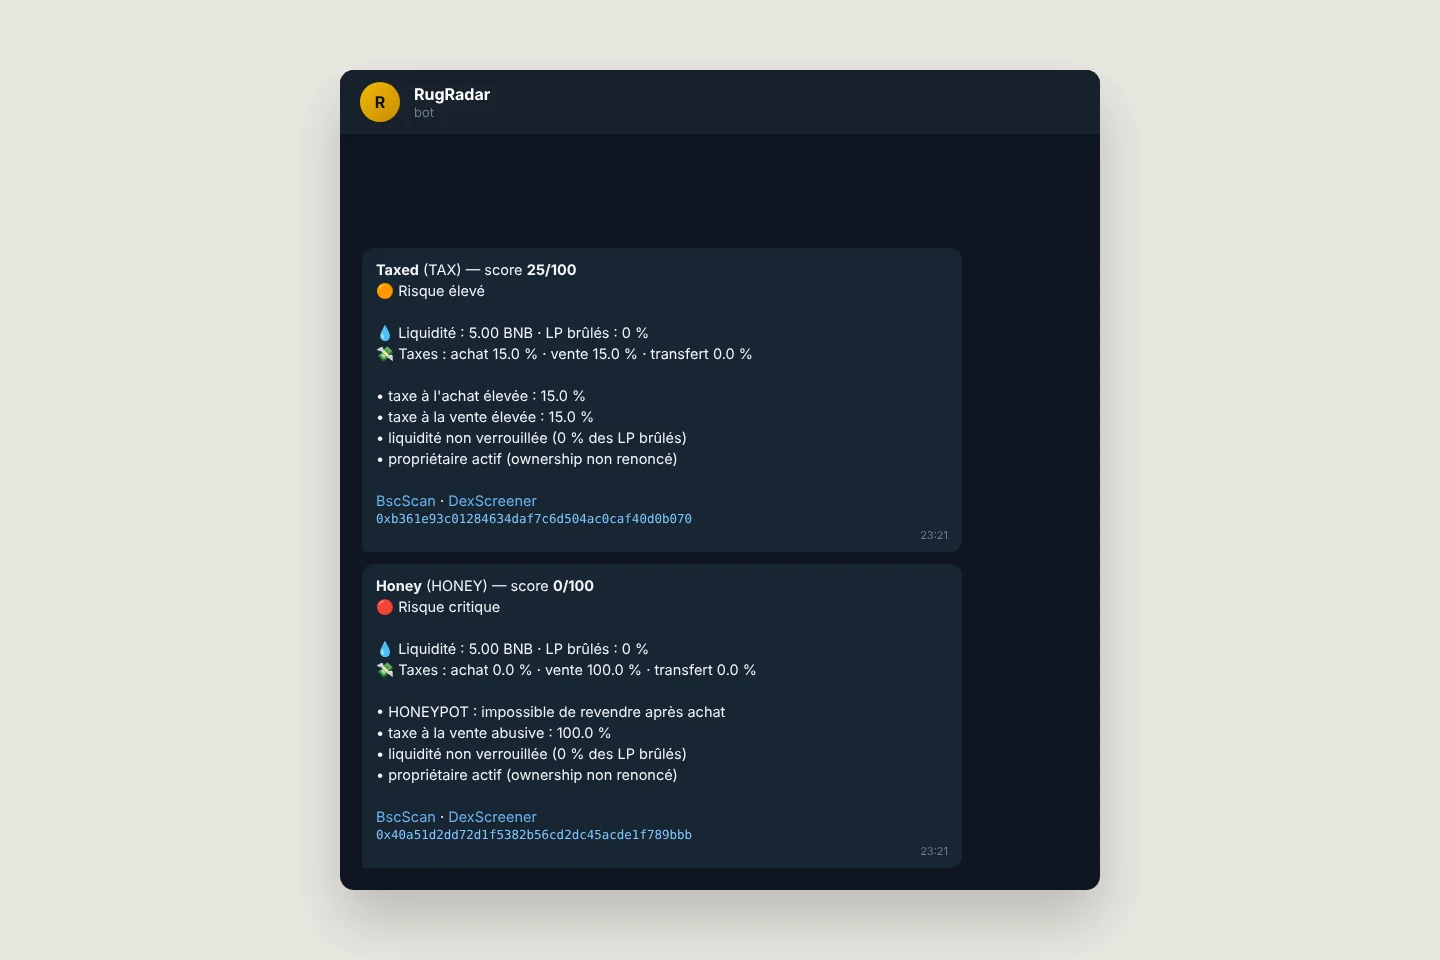 R
RugRadar
bot
Taxed (TAX) — score 25/100
🟠 Risque élevé
💧 Liquidité : 5.00 BNB · LP brûlés : 0 %
💸 Taxes : achat 15.0 % · vente 15.0 % · transfert 0.0 %
• taxe à l'achat élevée : 15.0 %
• taxe à la vente élevée : 15.0 %
• liquidité non verrouillée (0 % des LP brûlés)
• propriétaire actif (ownership non renoncé)
BscScan · DexScreener
0xb361e93c01284634daf7c6d504ac0caf40d0b070
23:21
Honey (HONEY) — score 0/100
🔴 Risque critique
💧 Liquidité : 5.00 BNB · LP brûlés : 0 %
💸 Taxes : achat 0.0 % · vente 100.0 % · transfert 0.0 %
• HONEYPOT : impossible de revendre après achat
• taxe à la vente abusive : 100.0 %
• liquidité non verrouillée (0 % des LP brûlés)
• propriétaire actif (ownership non renoncé)
BscScan · DexScreener
0x40a51d2dd72d1f5382b56cd2dc45acde1f789bbb
23:21